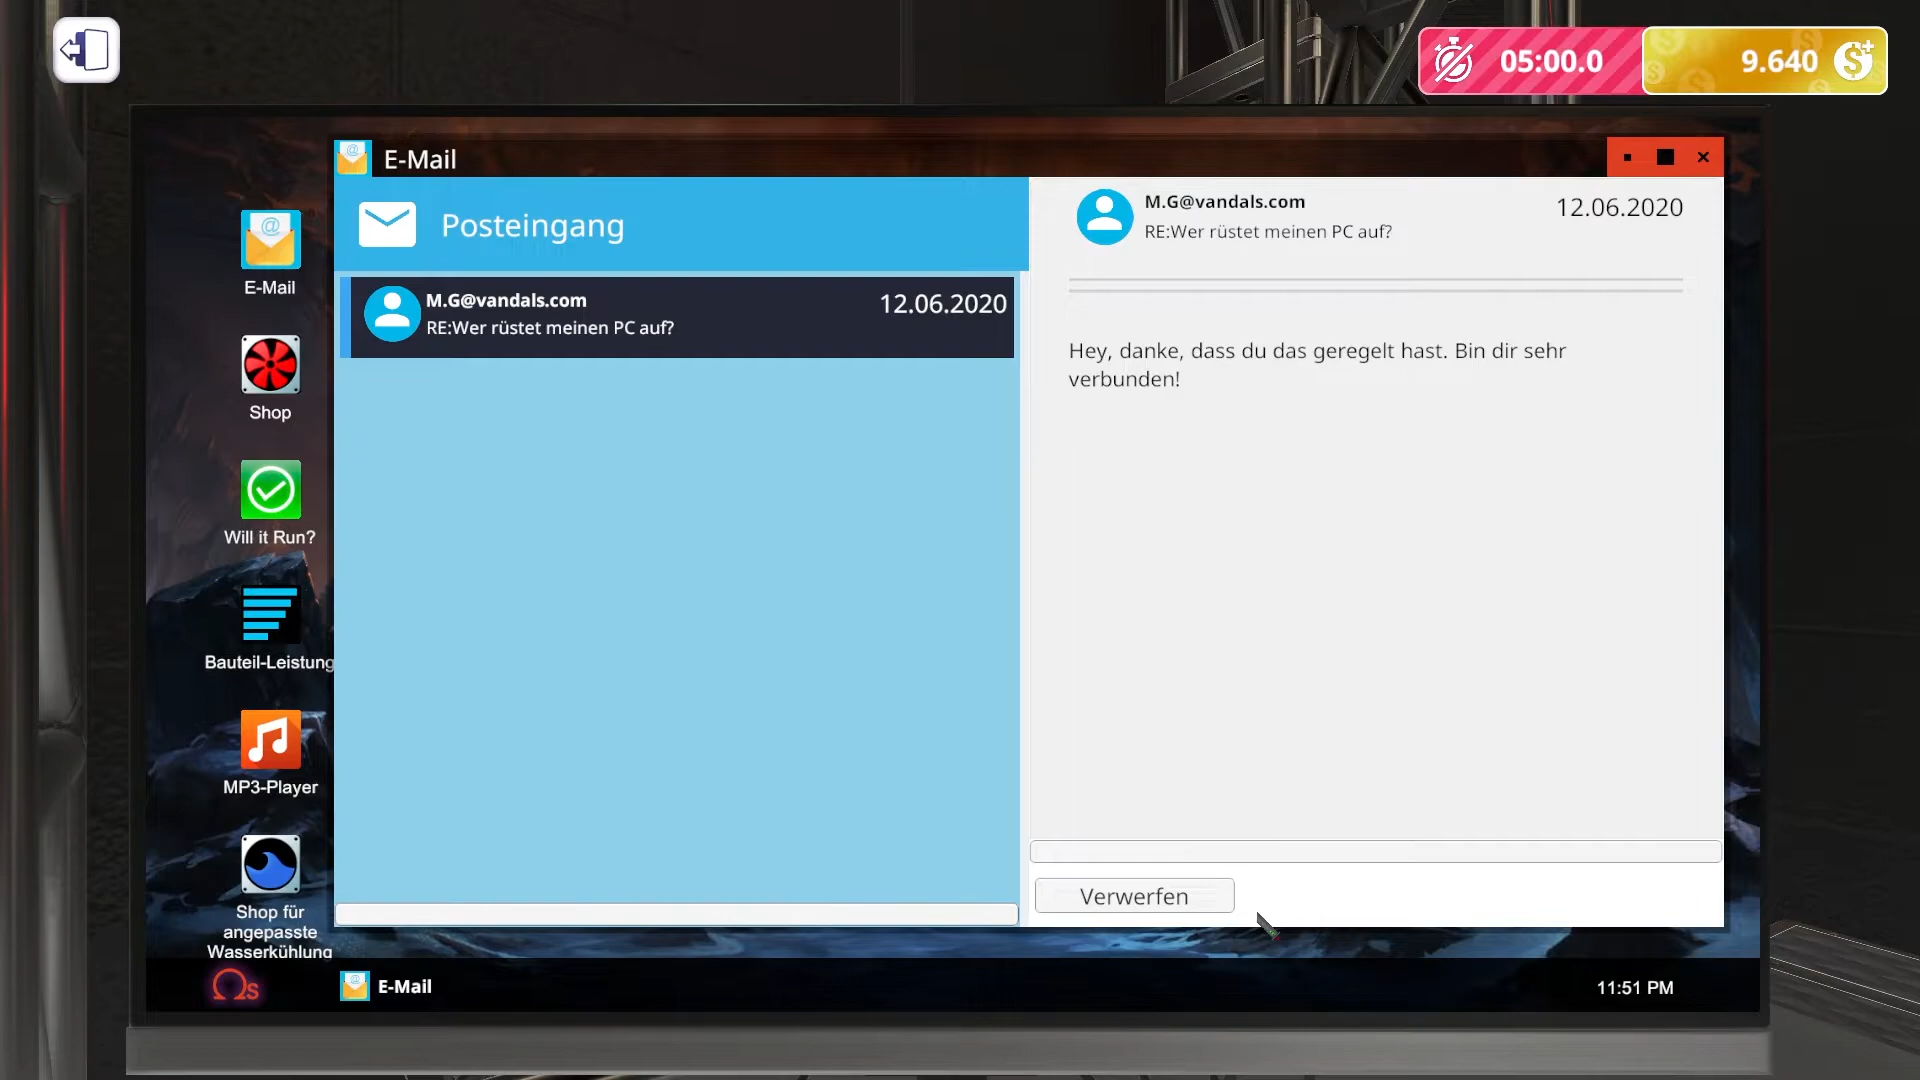 05:00.0
9.640
E-Mail
Posteingang
M.G@vandals.com
12.06.2020
RE:Wer rüstet meinen PC auf?
M.G@vandals.com
12.06.2020
RE:Wer rüstet meinen PC auf?
Hey, danke, dass du das geregelt hast. Bin dir sehr
verbunden!
Verwerfen
E-Mail
Shop
Will it Run?
Bauteil-Leistung
MP3-Player
Shop für
angepasste
Wasserkühlung
Ωs
E-Mail
11:51 PM